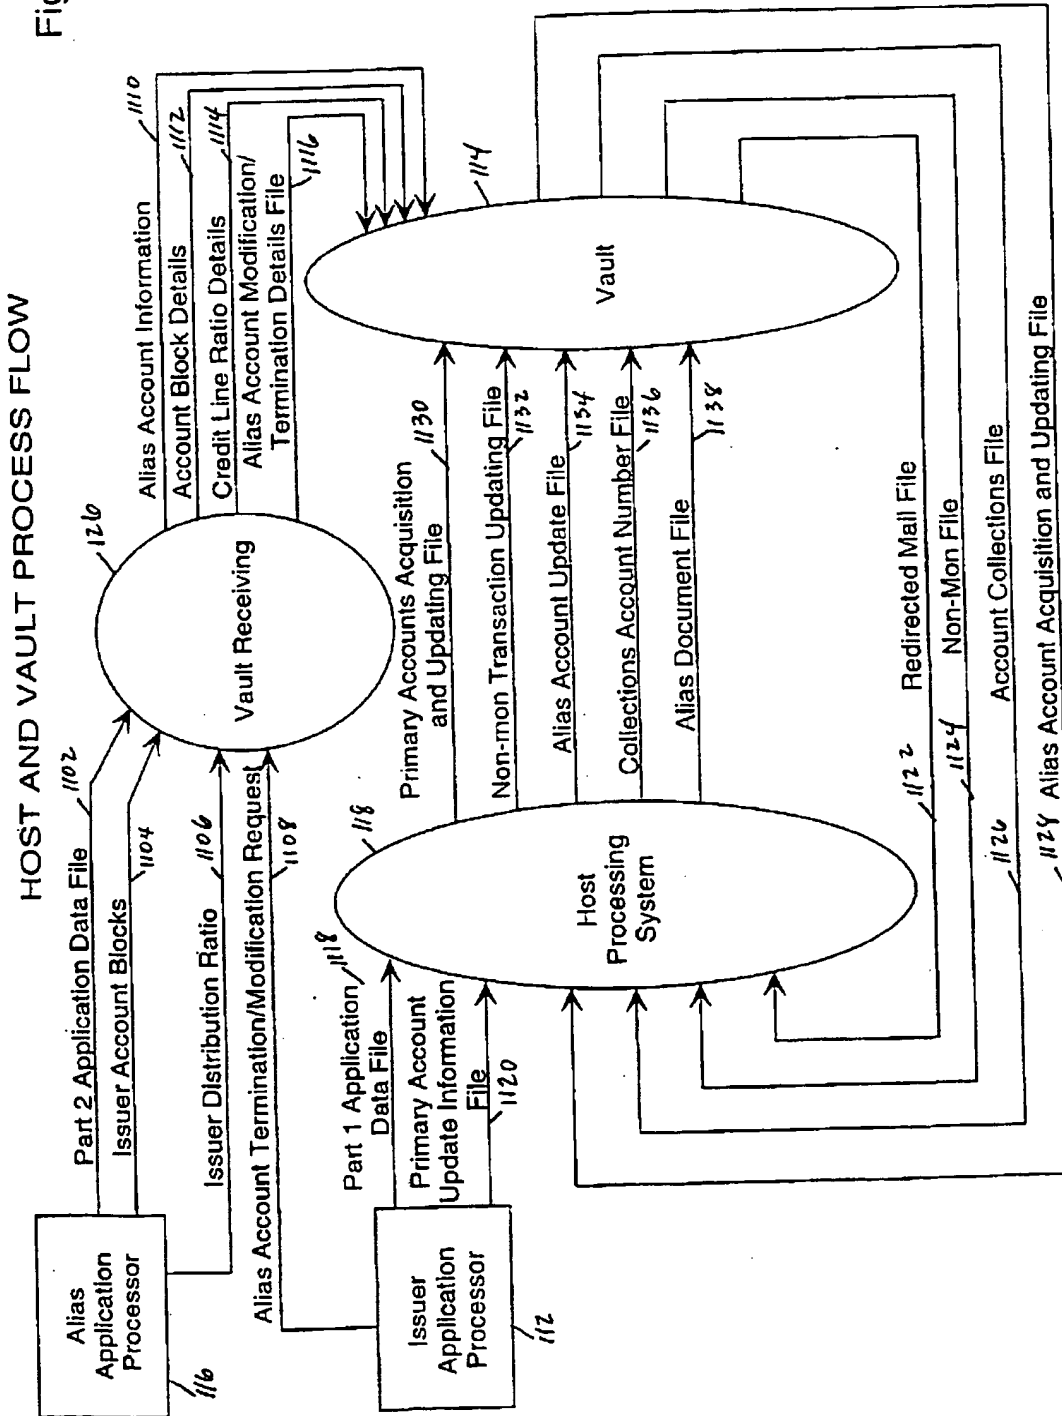 HOST AND VAULT PROCESS FLOW
Fig
Alias
Application
Processor
116
Part 2 Application Data File
1102
Issuer Account Blocks
1104
Issuer Distribution Ratio
1106
Alias Account Termination/Modification Request
1108
Vault Receiving
126
Alias Account Information
1110
Account Block Details
1112
Credit Line Ratio Details
1114
Alias Account Modification/
Termination Details File
1116
Issuer
Application
Processor
112
Part 1 Application
Data File
1118
Primary Account
Update Information
File
1120
Host
Processing
System
118
Primary Accounts Acquisition
and Updating File
1130
Non-mon Transaction Updating File
1132
Alias Account Update File
1134
Collections Account Number File
1136
Alias Document File
1138
Vault
114
Redirected Mail File
1122
Non-Mon File
1124
Account Collections File
1126
Alias Account Acquisition and Updating File
1128